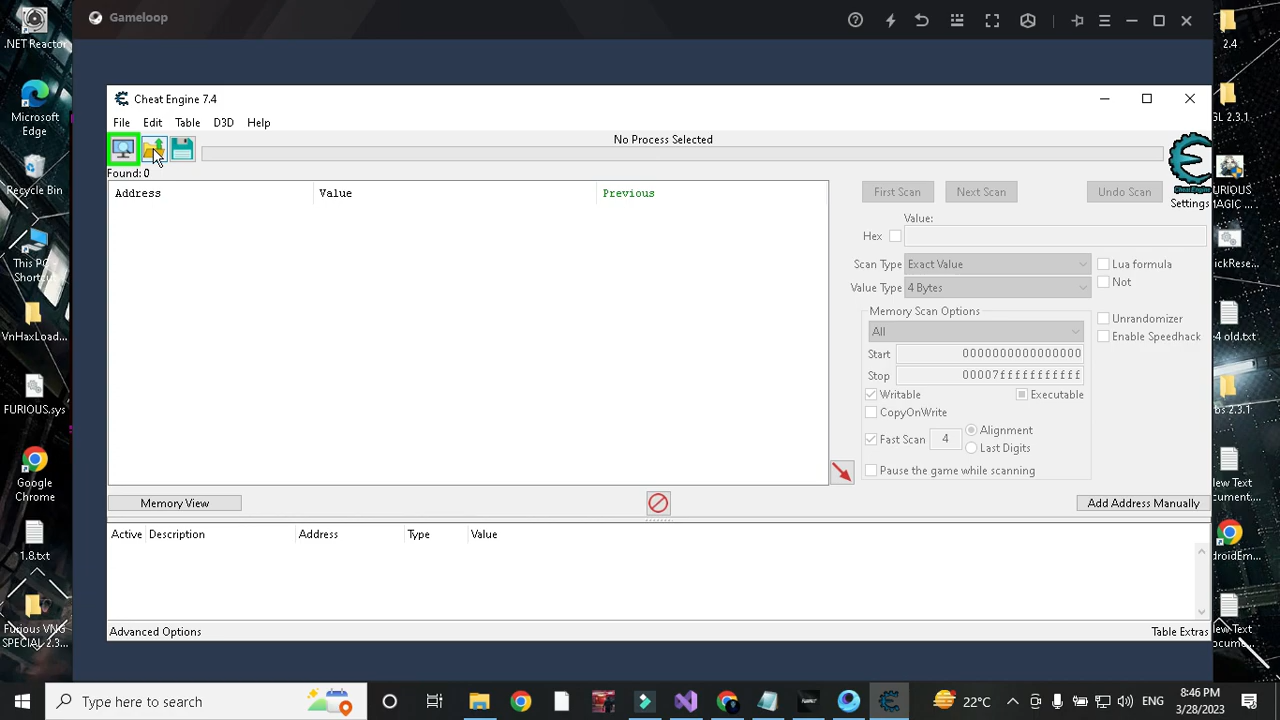 Gameloop
.NET Reactor
Microsoft
Edge
Recycle Bin
This PC
Shortcut
VnHaxLoad...
FURIOUS.sys
Google
Chrome
1.8.txt
Furious VNG
SPECIAL 2.3...
Cheat Engine 7.4
File Edit Table D3D Help
No Process Selected
Found: 0
Address Value Previous
First Scan Next Scan Undo Scan
Settings
Value:
Hex
Scan Type Exact Value
Value Type 4 Bytes
Lua formula
Not
Memory Scan Options
All
Unrandomizer
Enable Speedhack
Start 0000000000000000
Stop 00007fffffffffff
Writable Executable
CopyOnWrite
Fast Scan 4 Alignment
Last Digits
Pause the game while scanning
Memory View
Add Address Manually
Active Description Address Type Value
Advanced Options
Table Extras
2.4
GL 2.3.1
URIOUS
MAGIC ...
ickRese...
4 old.txt
bs 2.3.1
lew Text
cument....
droidEm...
lew Text
ocume...
Type here to search
22°C
ENG
8:46 PM
3/28/2023